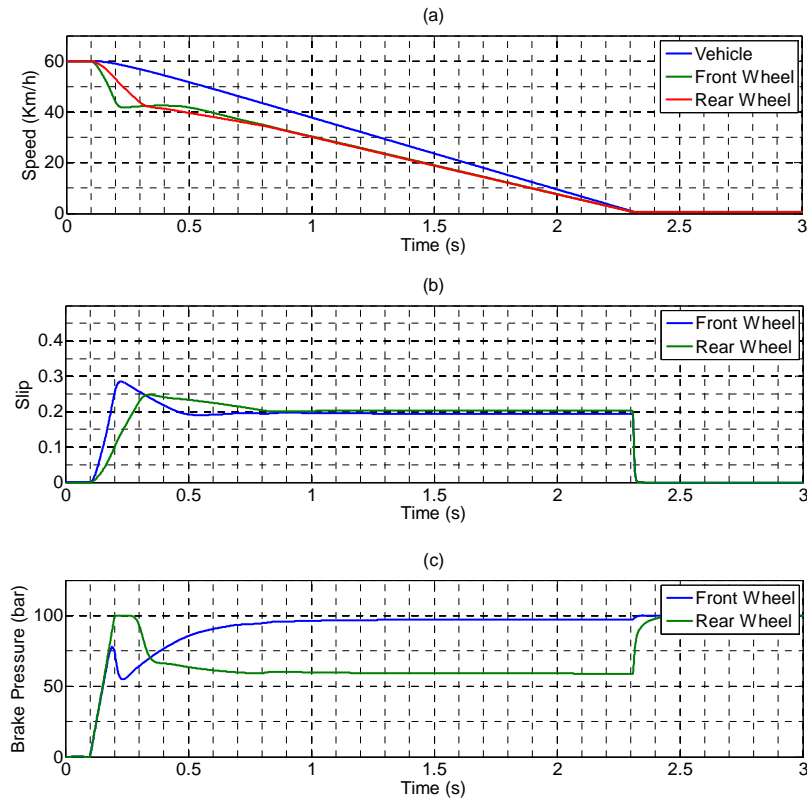 (a)
Speed (Km/h)
60
40
20
0
Vehicle
Front Wheel
Rear Wheel
0
0.5
1
1.5
2
2.5
3
Time (s)
(b)
Slip
0.4
0.3
0.2
0.1
0
Front Wheel
Rear Wheel
0
0.5
1
1.5
2
2.5
3
Time (s)
(c)
Brake Pressure (bar)
100
50
0
Front Wheel
Rear Wheel
0
0.5
1
1.5
2
2.5
3
Time (s)